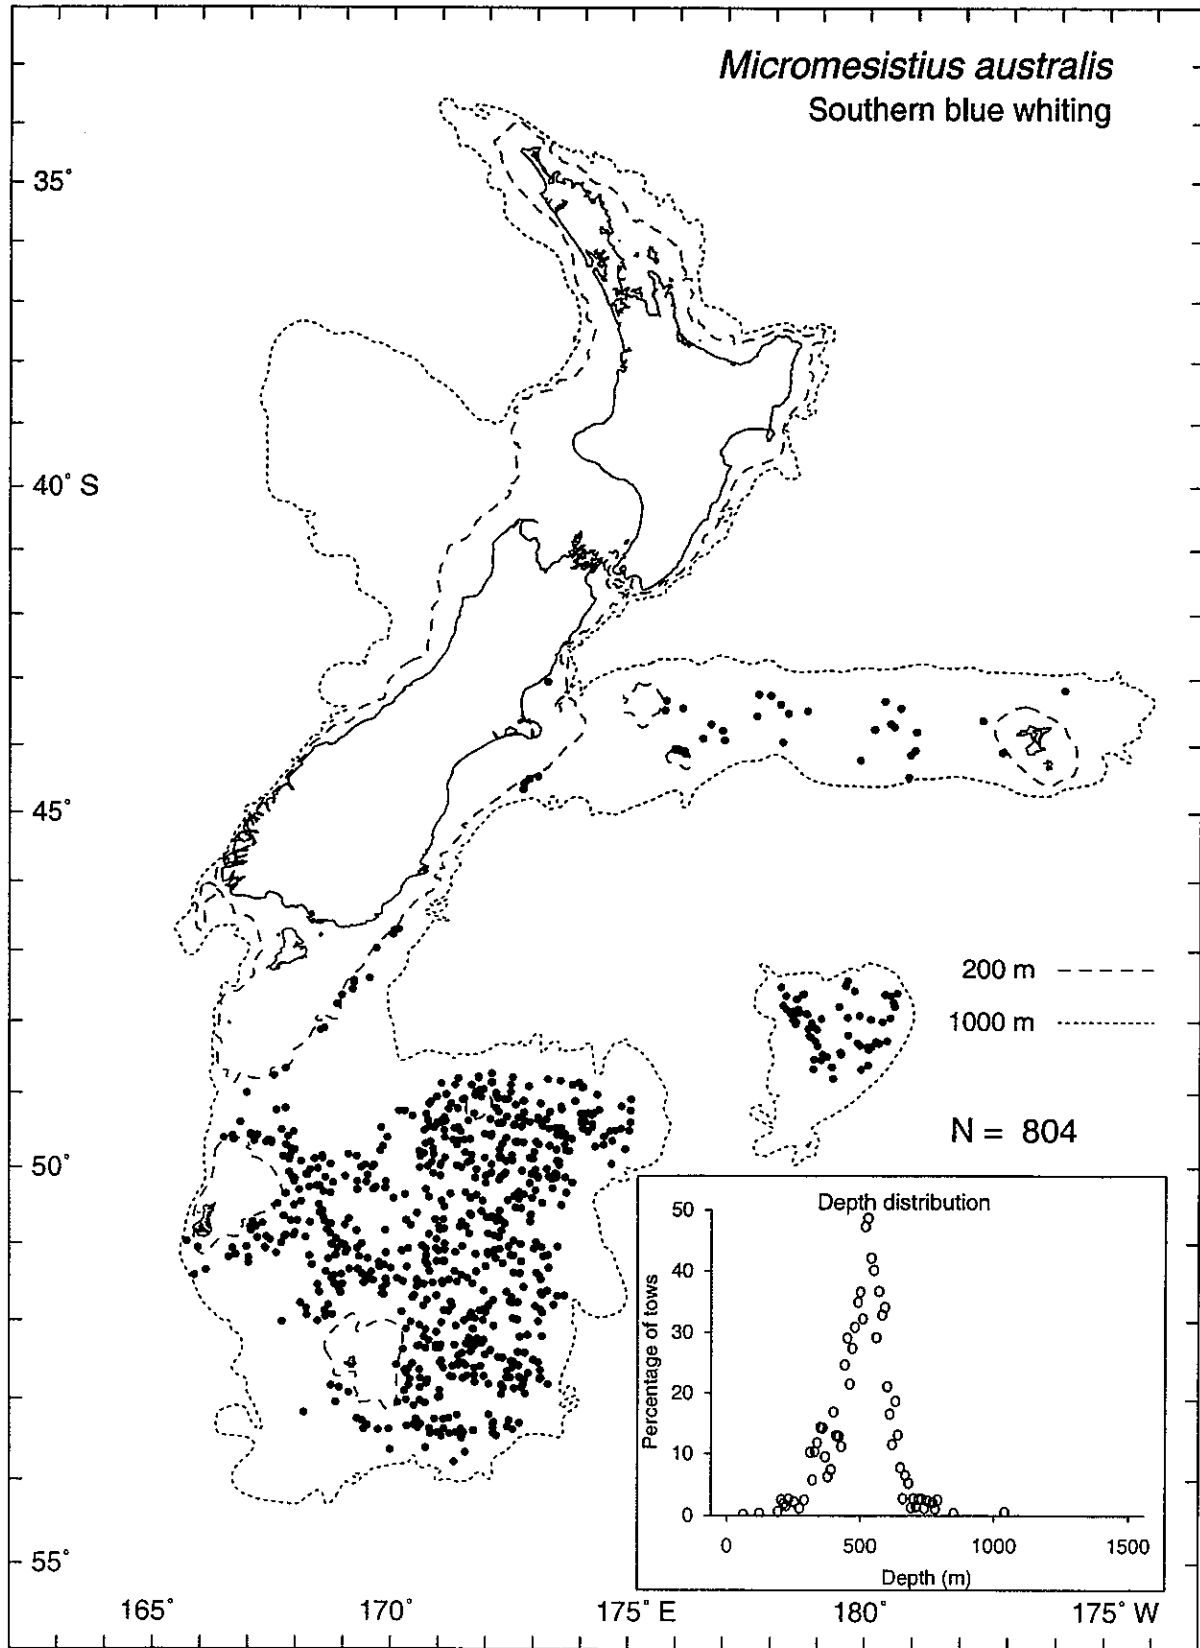 Micromesistius australis
Southern blue whiting
35°
40° S
45°
50°
55°
200 m
1000 m
N = 804
Depth distribution
50
40
30
20
10
0
Percentage of tows
0 500 1000 1500
Depth (m)
165° 170° 175° E 180° 175° W